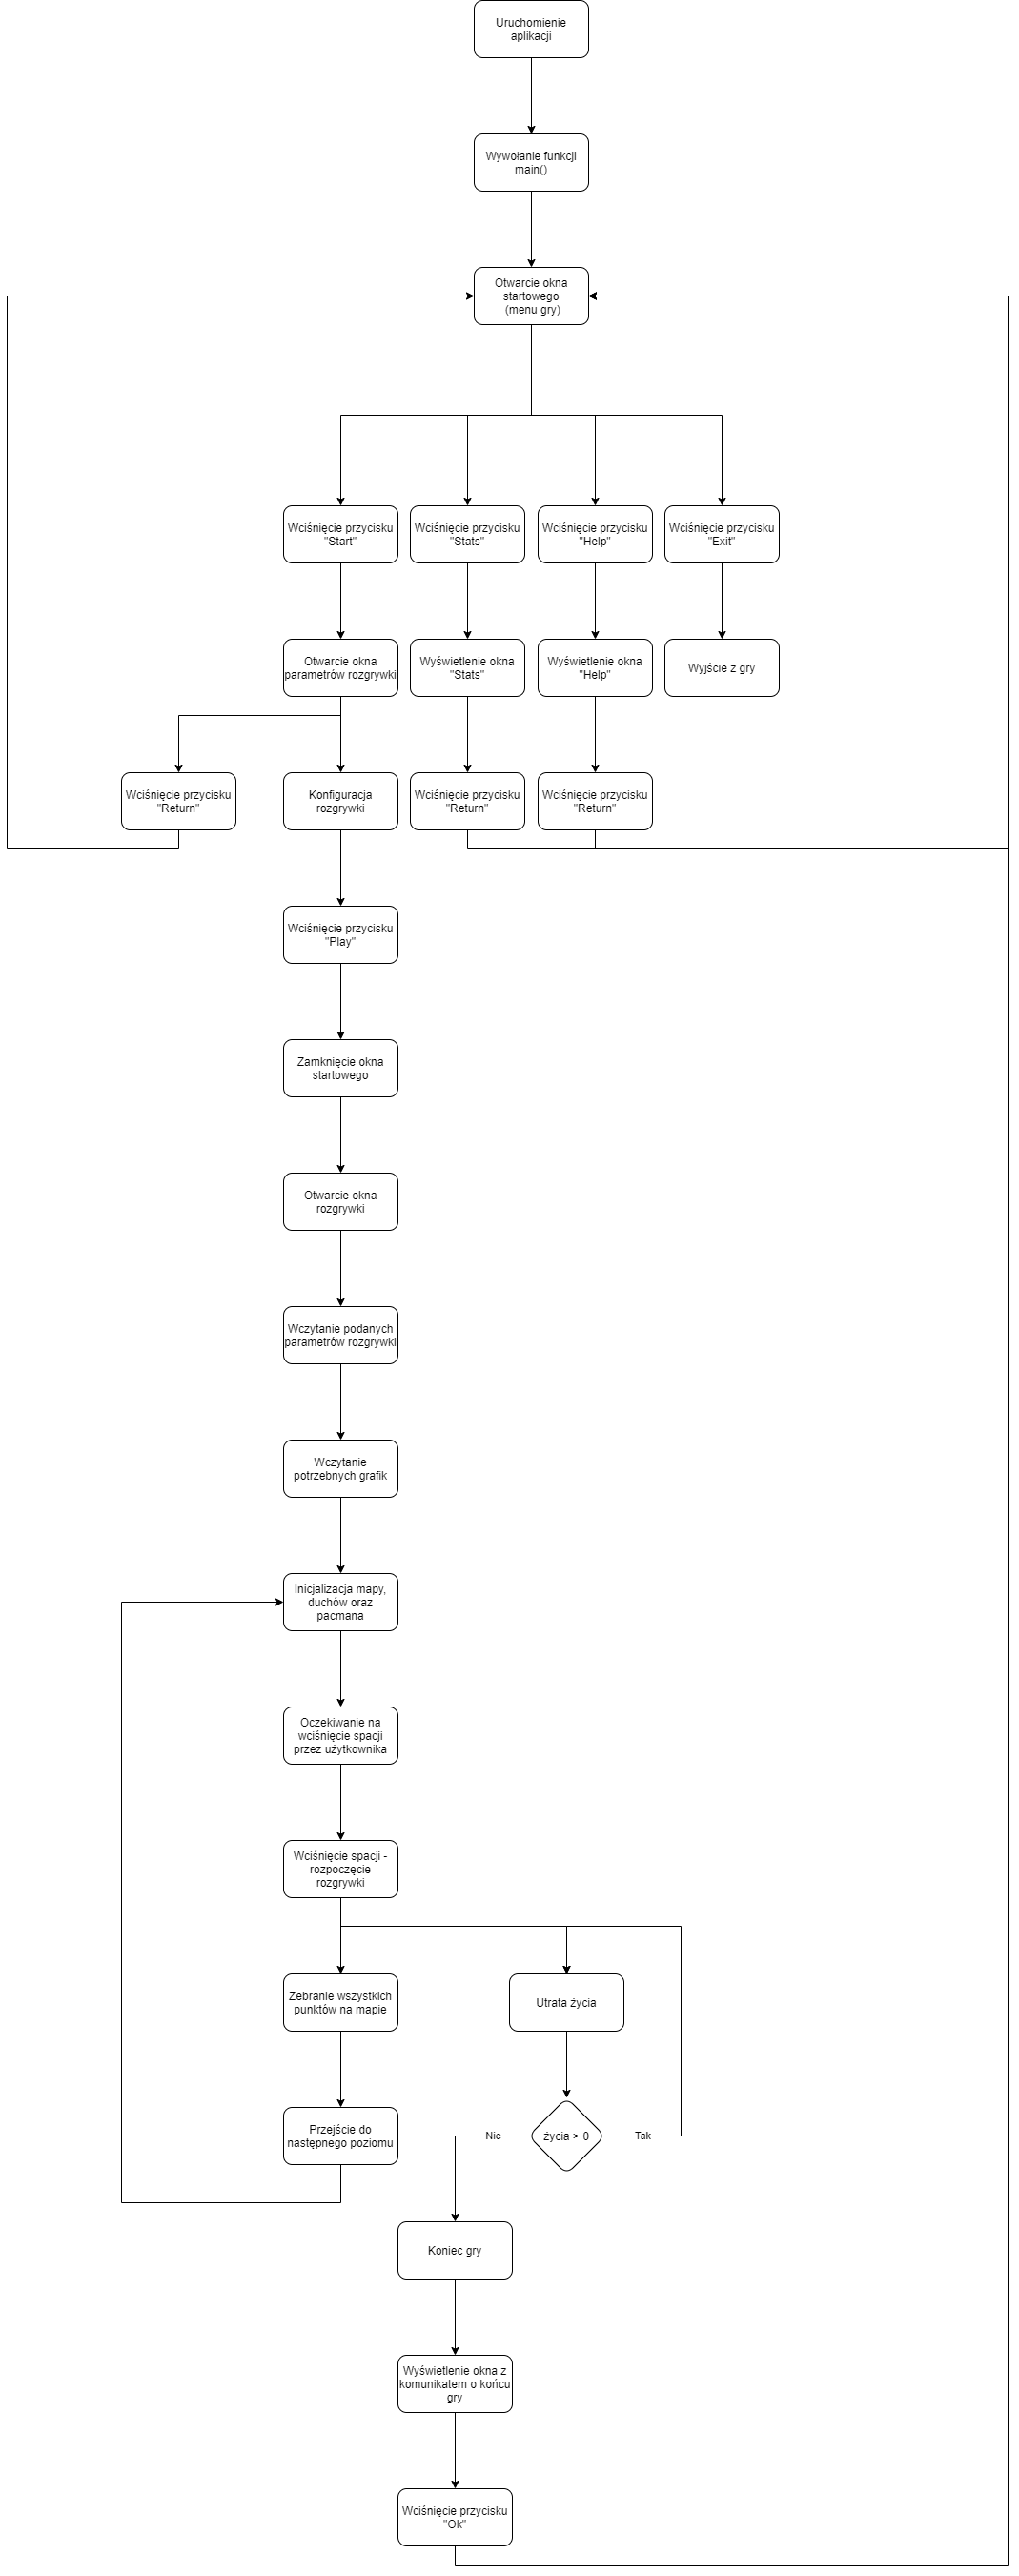 Uruchomienie
aplikacji
Wywołanie funkcji
main()
Otwarcie okna
startowego
(menu gry)
Wciśnięcie przycisku
"Start"
Wciśnięcie przycisku
"Stats"
Wciśnięcie przycisku
"Help"
Wciśnięcie przycisku
"Exit"
Otwarcie okna
parametrów rozgrywki
Wyświetlenie okna
"Stats"
Wyświetlenie okna
"Help"
Wyjście z gry
Wciśnięcie przycisku
"Return"
Konfiguracja
rozgrywki
Wciśnięcie przycisku
"Return"
Wciśnięcie przycisku
"Return"
Wciśnięcie przycisku
"Play"
Zamknięcie okna
startowego
Otwarcie okna
rozgrywki
Wczytanie podanych
parametrów rozgrywki
Wczytanie
potrzebnych grafik
Inicjalizacja mapy,
duchów oraz
pacmana
Oczekiwanie na
wciśnięcie spacji
przez użytkownika
Wciśnięcie spacji -
rozpoczęcie
rozgrywki
Zebranie wszystkich
punktów na mapie
Utrata życia
Przejście do
następnego poziomu
Nie
życia > 0
Tak
Koniec gry
Wyświetlenie okna z
komunikatem o końcu
gry
Wciśnięcie przycisku
"Ok"